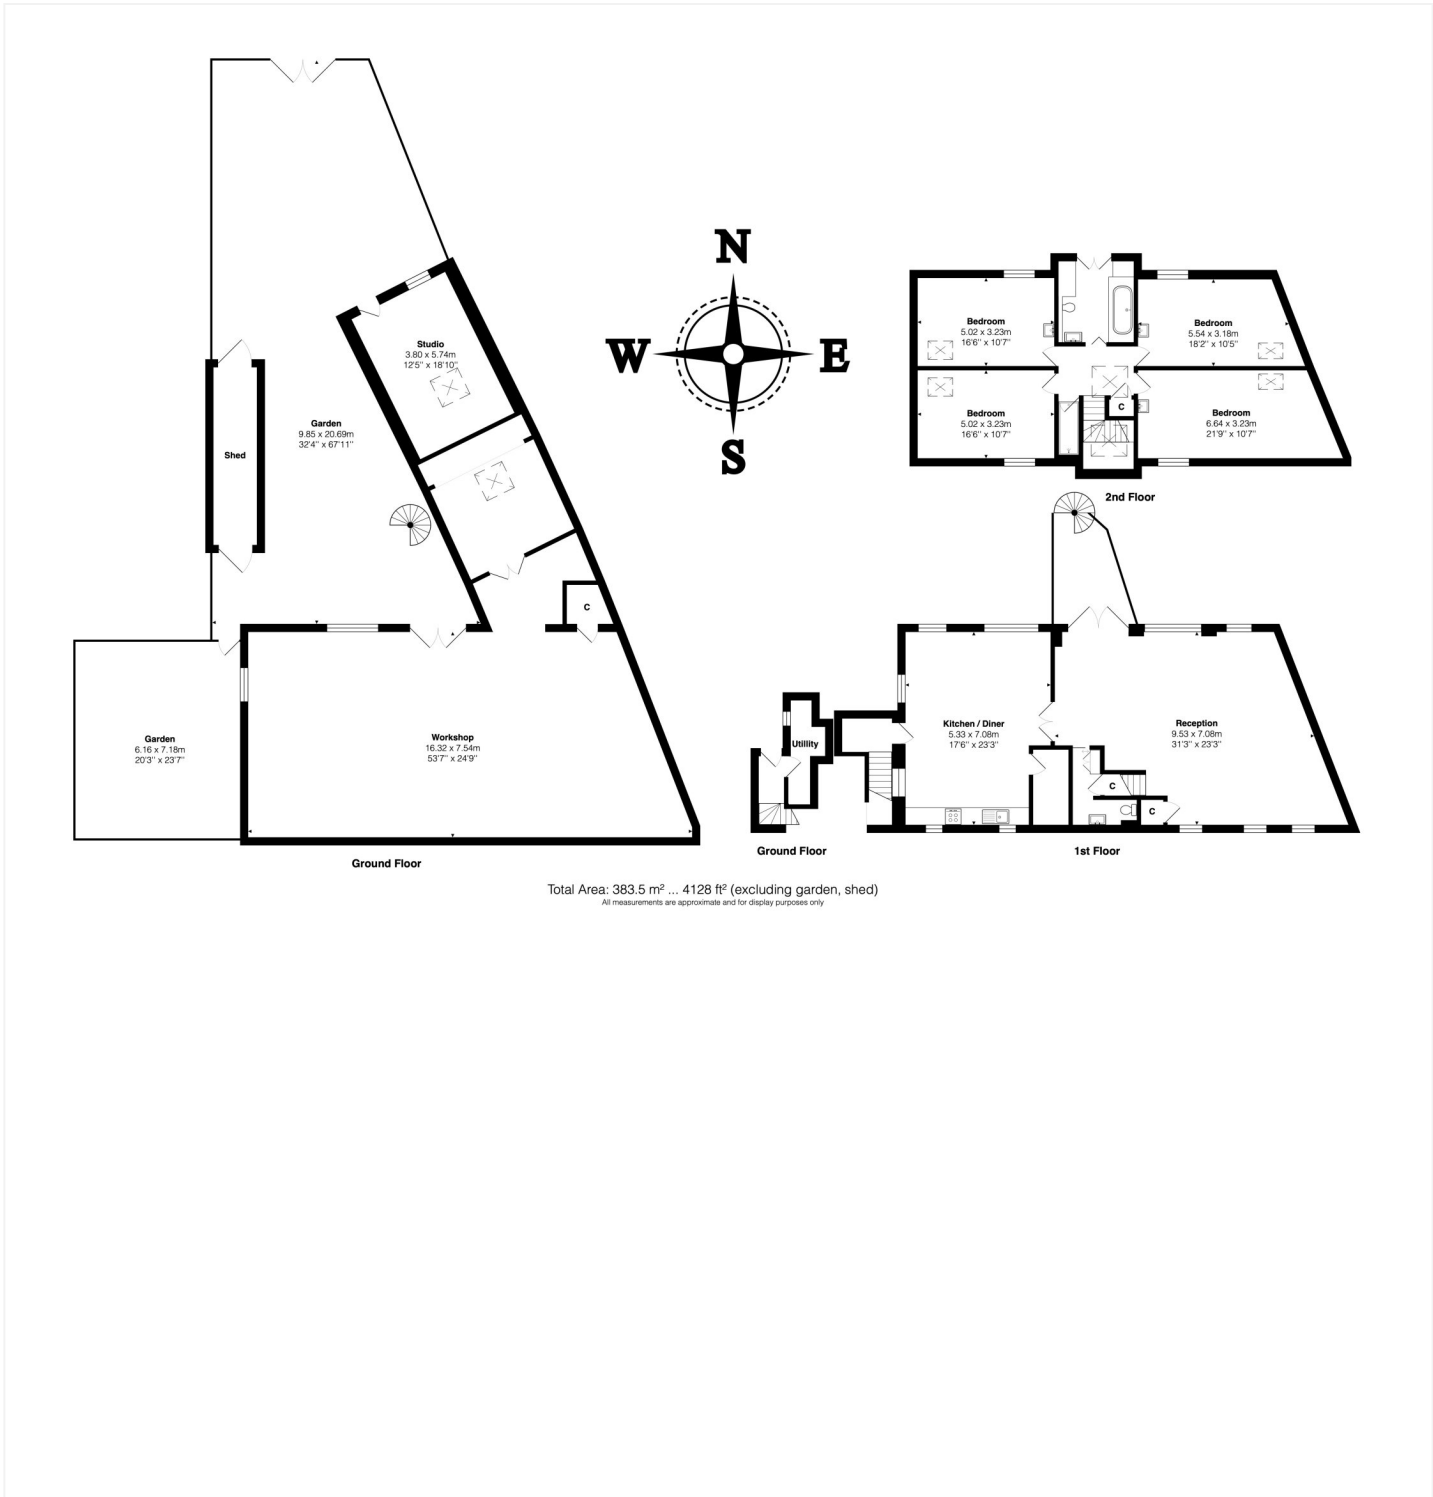 N
W
E
S
Studio
3.80 x 5.74m
12'5'' x 18'10''
Garden
9.85 x 20.69m
32'4'' x 67'11''
Shed
C
Garden
6.16 x 7.18m
20'3'' x 23'7''
Workshop
16.32 x 7.54m
53'7'' x 24'9''
Ground Floor
Bedroom
5.02 x 3.23m
16'6'' x 10'7''
Bedroom
5.54 x 3.18m
18'2'' x 10'5''
Bedroom
5.02 x 3.23m
16'6'' x 10'7''
C
Bedroom
6.64 x 3.23m
21'9'' x 10'7''
2nd Floor
Utillity
Ground Floor
Kitchen / Diner
5.33 x 7.08m
17'6'' x 23'3''
Reception
9.53 x 7.08m
31'3'' x 23'3''
C
C
1st Floor
Total Area: 383.5 m² ... 4128 ft² (excluding garden, shed)
All measurements are approximate and for display purposes only